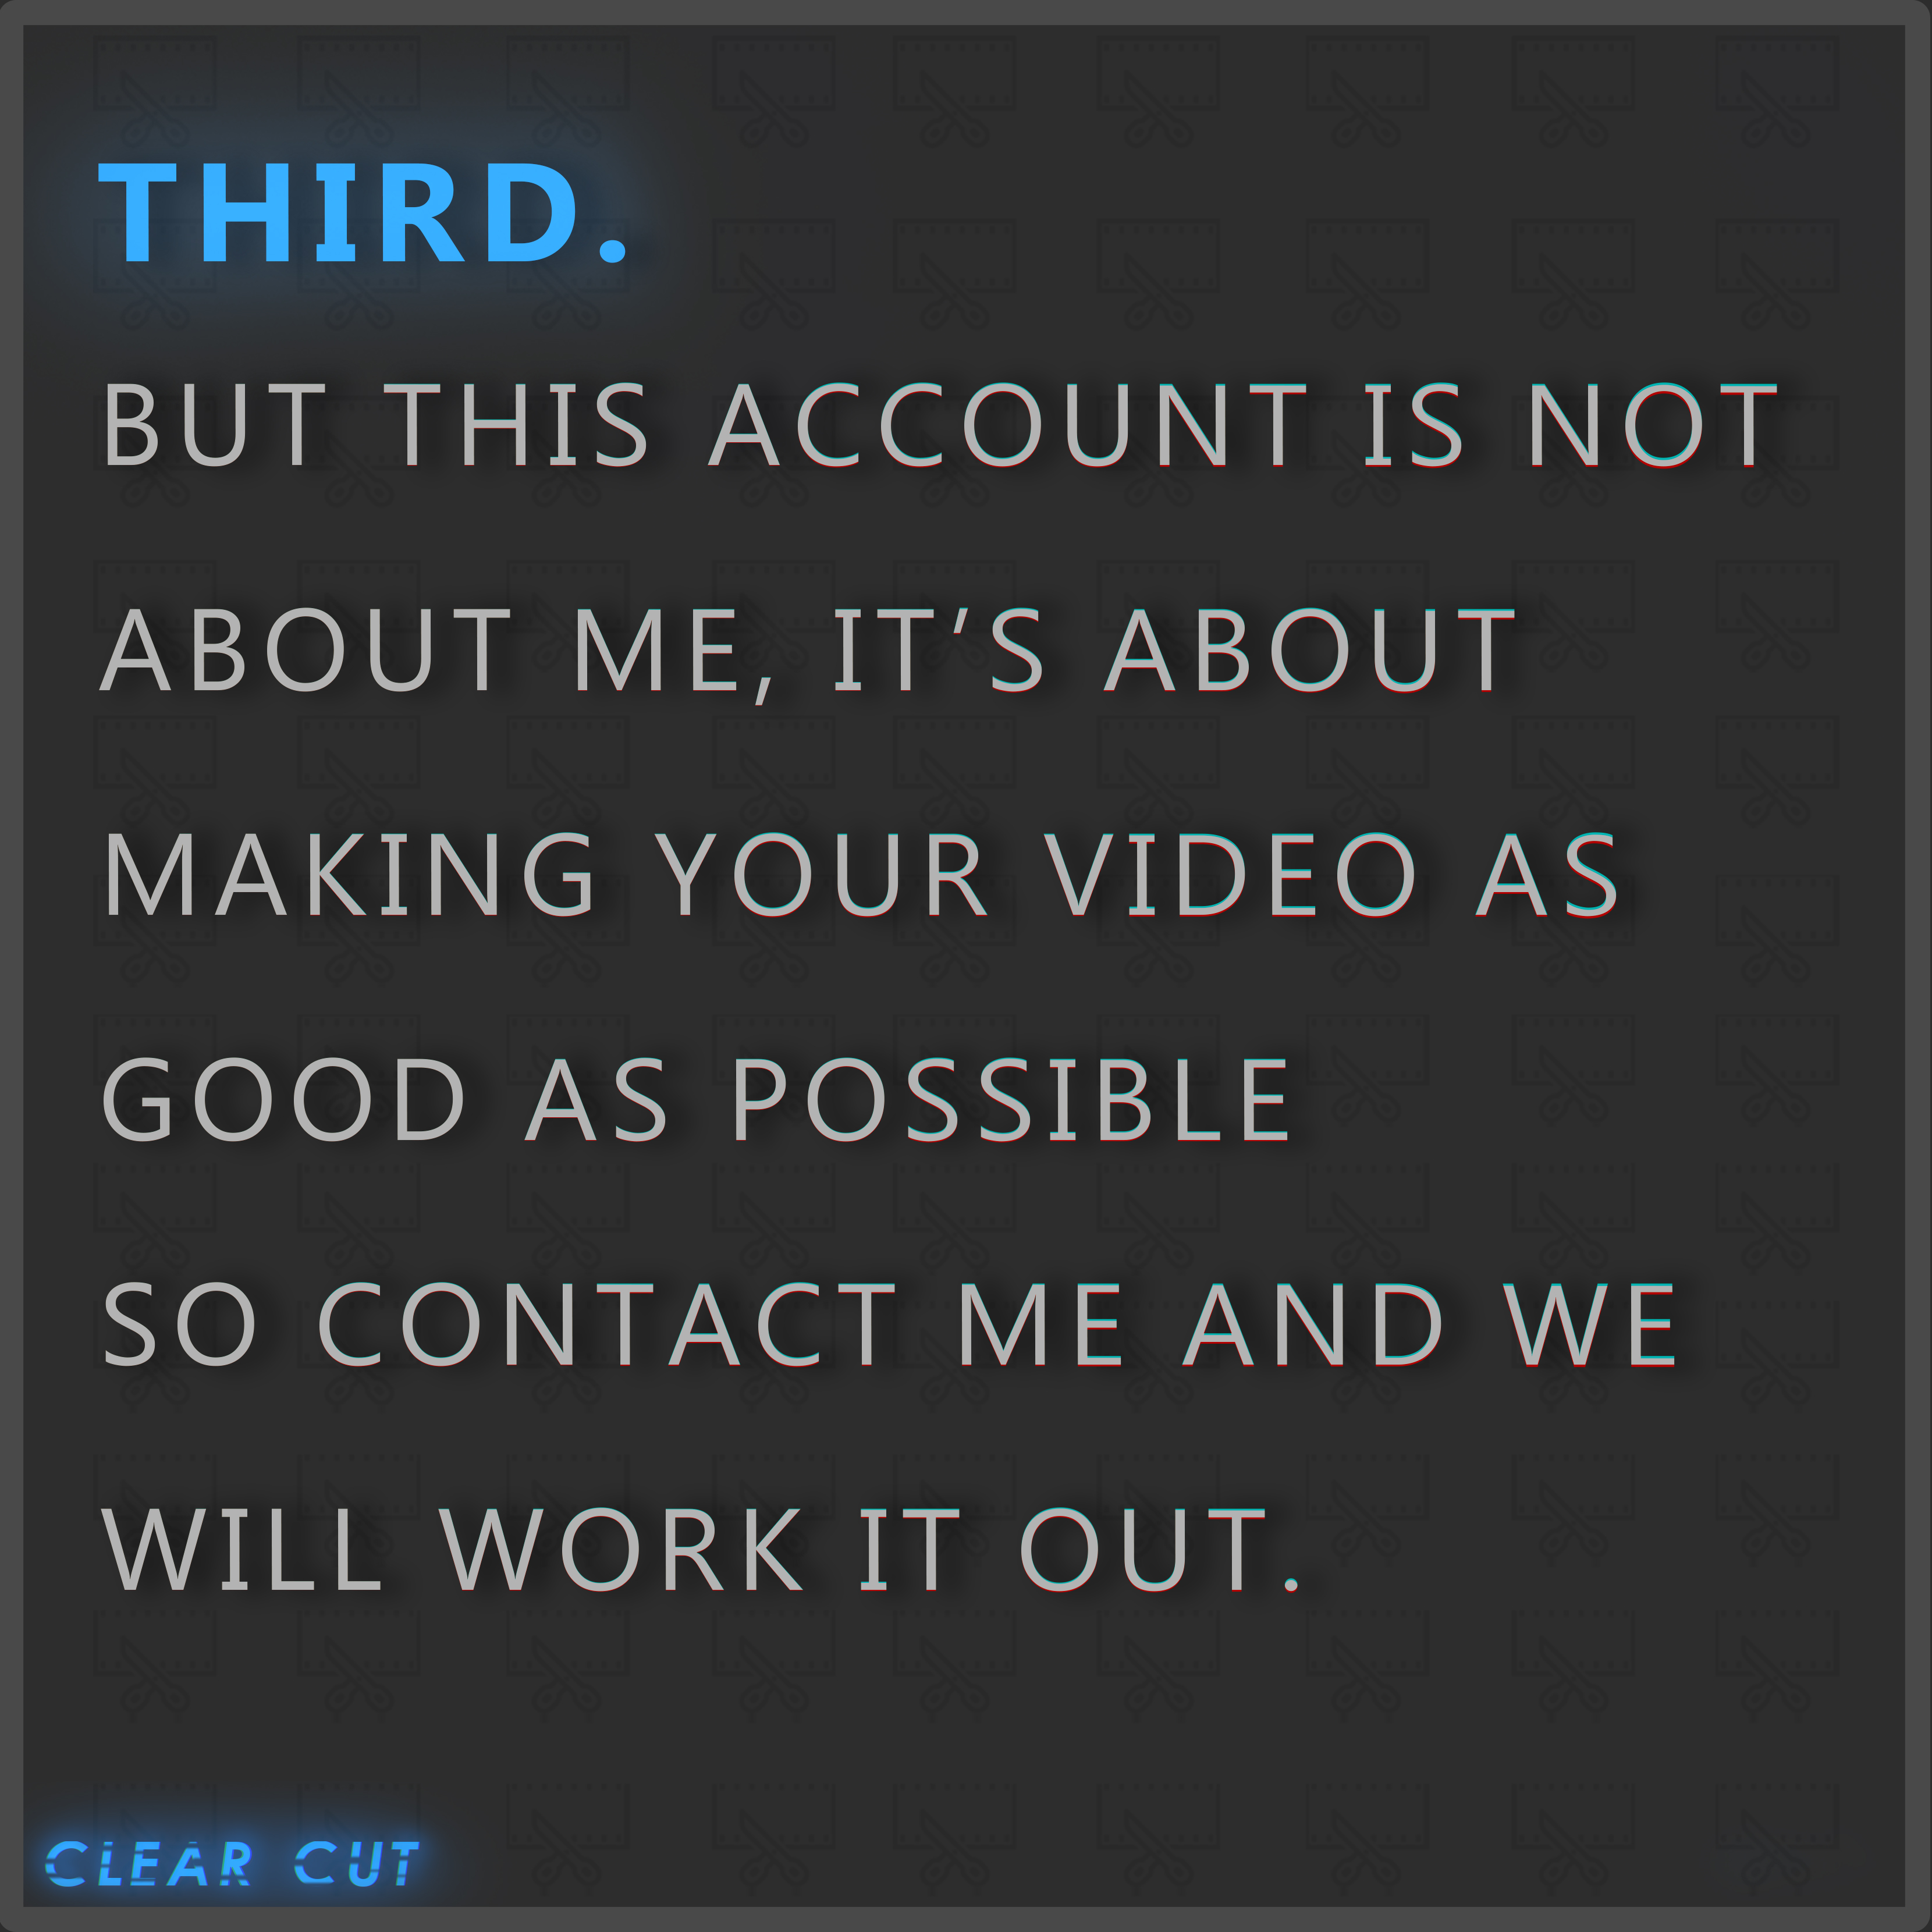 THIRD.
BUT THIS ACCOUNT IS NOT
ABOUT ME, IT’S ABOUT
MAKING YOUR VIDEO AS
GOOD AS POSSIBLE
SO CONTACT ME AND WE
WILL WORK IT OUT.
CLEAR CUT